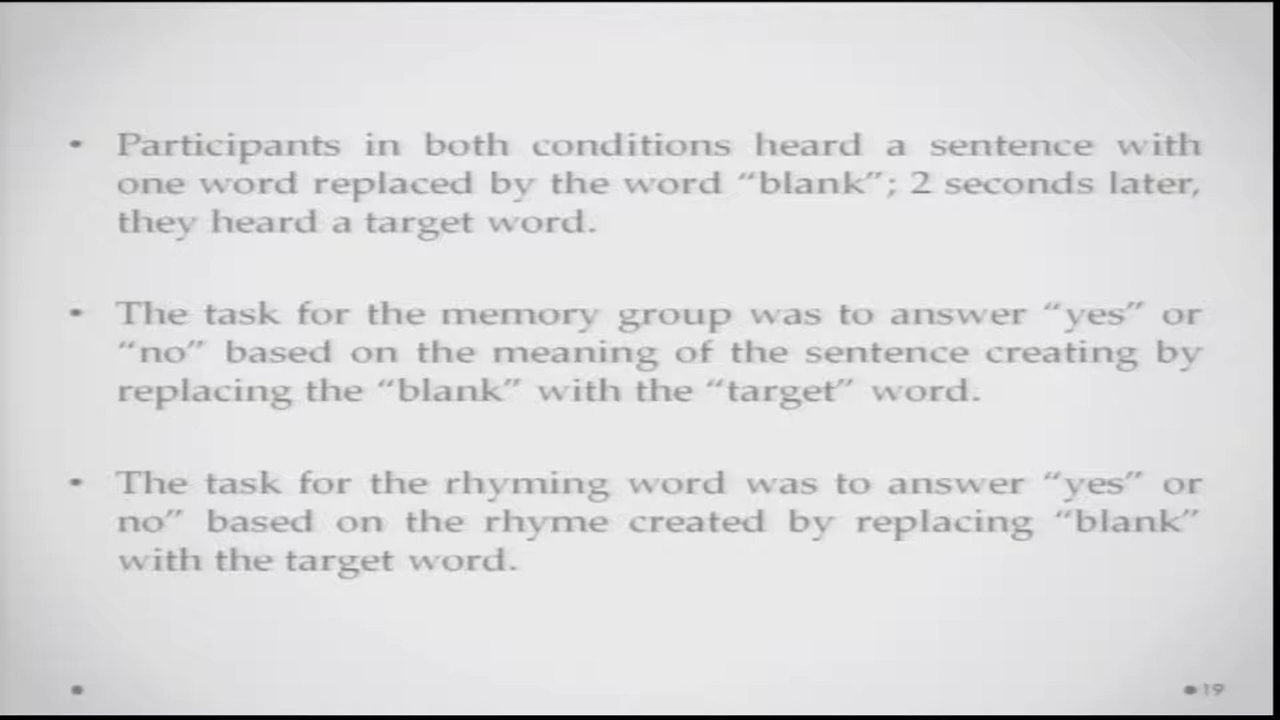 • Participants in both conditions heard a sentence with
one word replaced by the word “blank”; 2 seconds later,
they heard a target word.
• The task for the memory group was to answer “yes” or
“no” based on the meaning of the sentence creating by
replacing the “blank” with the “target” word.
• The task for the rhyming word was to answer “yes” or
no” based on the rhyme created by replacing “blank”
with the target word.
19